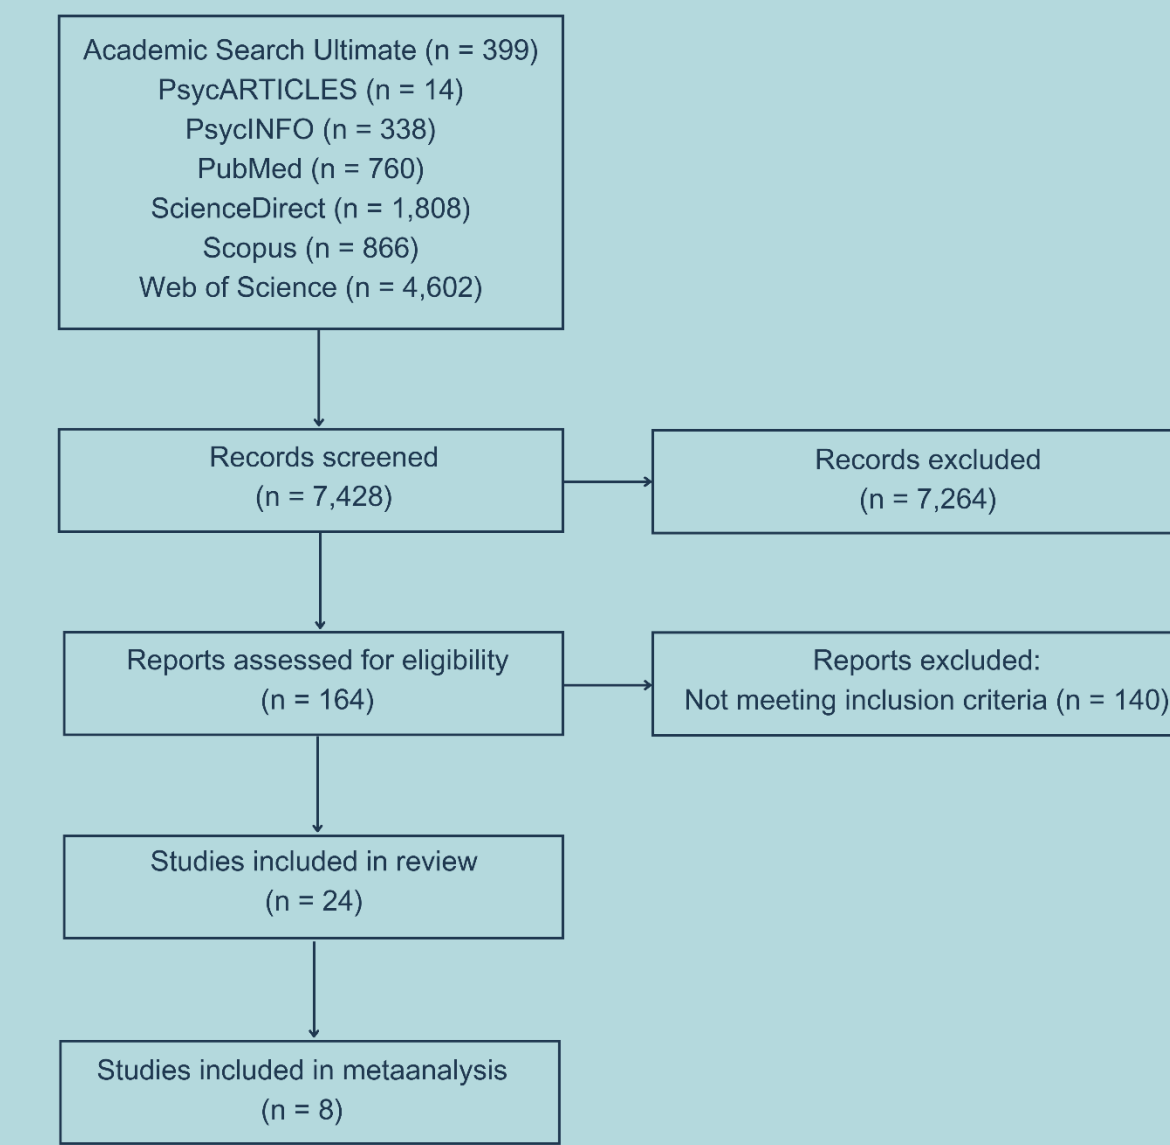 Academic Search Ultimate (n = 399)
PsycARTICLES (n = 14)
PsycINFO (n = 338)
PubMed (n = 760)
ScienceDirect (n = 1,808)
Scopus (n = 866)
Web of Science (n = 4,602)
Records screened
(n = 7,428)
Records excluded
(n = 7,264)
Reports assessed for eligibility
(n = 164)
Reports excluded:
Not meeting inclusion criteria (n = 140)
Studies included in review
(n = 24)
Studies included in metaanalysis
(n = 8)